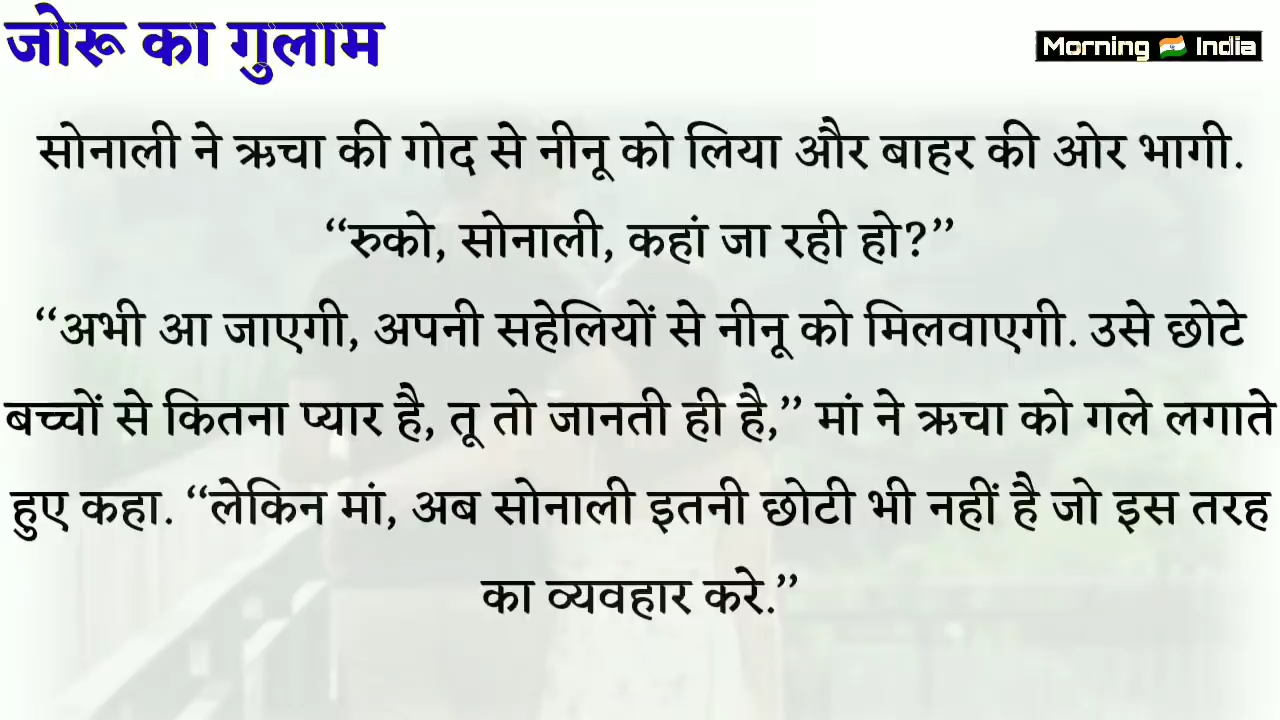 जोरू का गुलाम
Morning India
सोनाली ने ऋचा की गोद से नीनू को लिया और बाहर की ओर भागी.
“रुको, सोनाली, कहां जा रही हो?”
“अभी आ जाएगी, अपनी सहेलियों से नीनू को मिलवाएगी. उसे छोटे
बच्चों से कितना प्यार है, तू तो जानती ही है,” मां ने ऋचा को गले लगाते
हुए कहा. “लेकिन मां, अब सोनाली इतनी छोटी भी नहीं है जो इस तरह
का व्यवहार करे.”